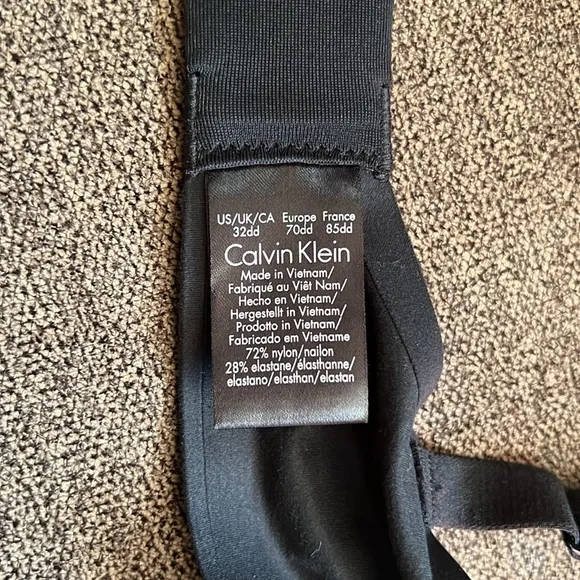 US/UK/CA Europe France
32dd 70dd 85dd
Calvin Klein
Made in Vietnam/
Fabriqué au Viêt Nam/
Hecho en Vietnam/
Hergestellt in Vietnam/
Prodotto in Vietnam/
Fabricado em Vietname
72% nylon/nailon
28% elastane/élasthanne/
elastano/elasthan/elastan